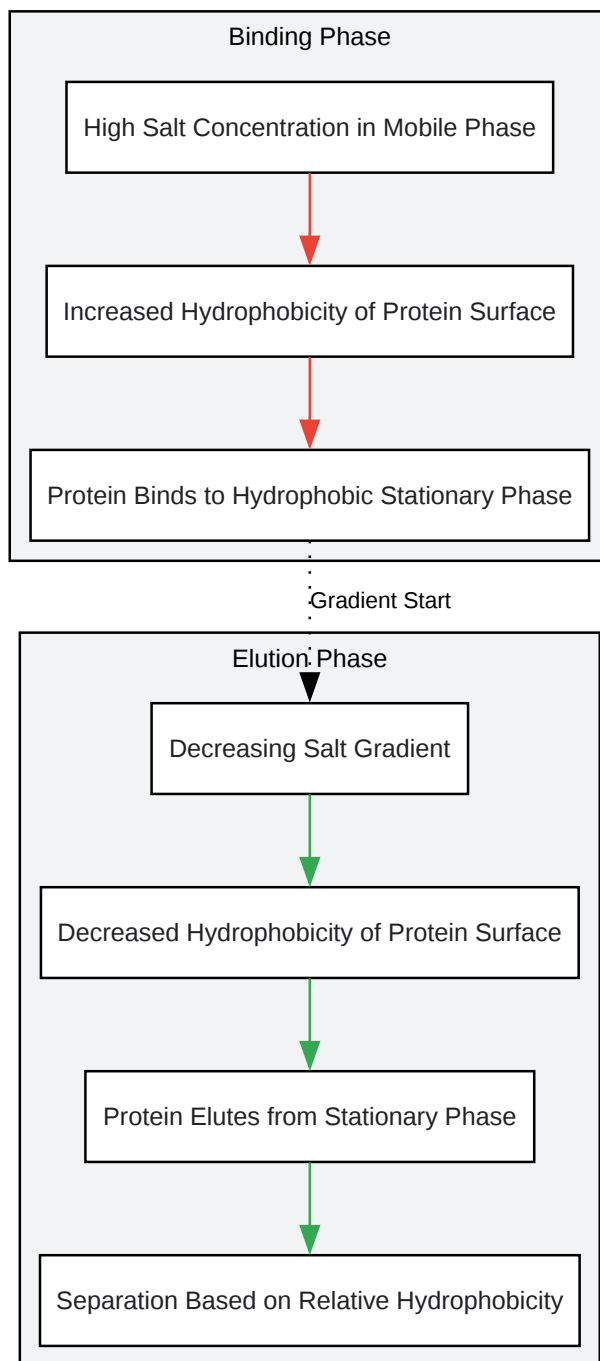 Binding Phase
High Salt Concentration in Mobile Phase
Increased Hydrophobicity of Protein Surface
Protein Binds to Hydrophobic Stationary Phase
Gradient Start
Elution Phase
Decreasing Salt Gradient
Decreased Hydrophobicity of Protein Surface
Protein Elutes from Stationary Phase
Separation Based on Relative Hydrophobicity